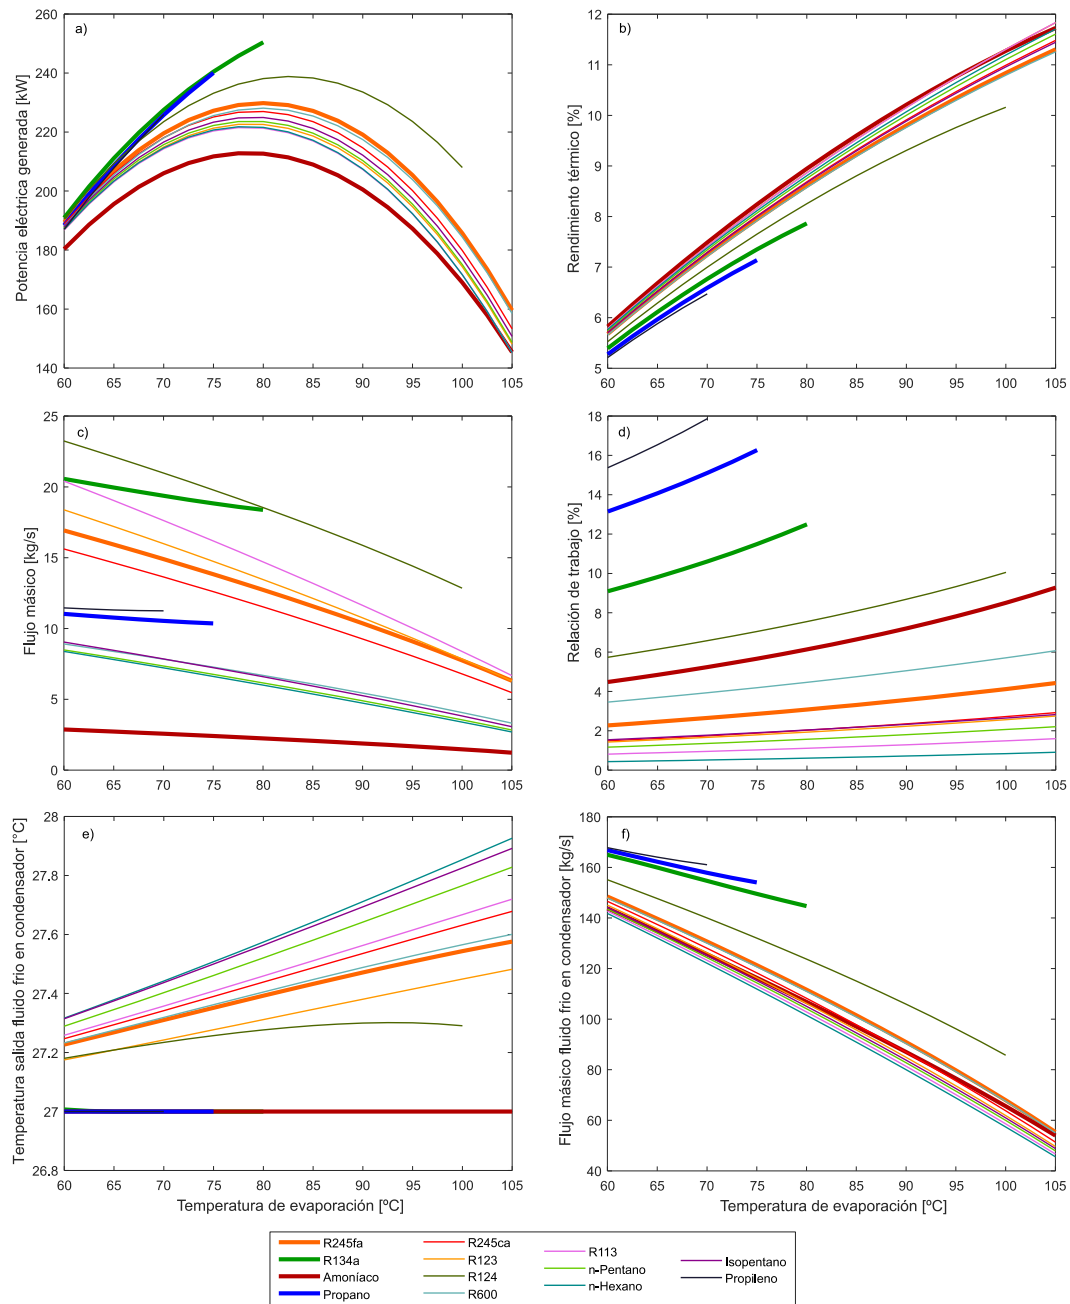 a)
Potencia eléctrica generada [kW]
260
240
220
200
180
160
140
60 65 70 75 80 85 90 95 100 105
b)
Rendimiento térmico [%]
12
11
10
9
8
7
6
5
60 65 70 75 80 85 90 95 100 105
c)
Flujo másico [kg/s]
25
20
15
10
5
0
60 65 70 75 80 85 90 95 100 105
d)
Relación de trabajo [%]
18
16
14
12
10
8
6
4
2
0
60 65 70 75 80 85 90 95 100 105
e)
Temperatura salida fluido frío en condensador [°C]
28
27.8
27.6
27.4
27.2
27
26.8
60 65 70 75 80 85 90 95 100 105
Temperatura de evaporación [ºC]
f)
Flujo másico fluido frio en condensador [kg/s]
180
160
140
120
100
80
60
40
60 65 70 75 80 85 90 95 100 105
Temperatura de evaporación [ºC]
R245fa
R134a
Amoníaco
Propano
R245ca
R123
R124
R600
R113
n-Pentano
n-Hexano
Isopentano
Propileno